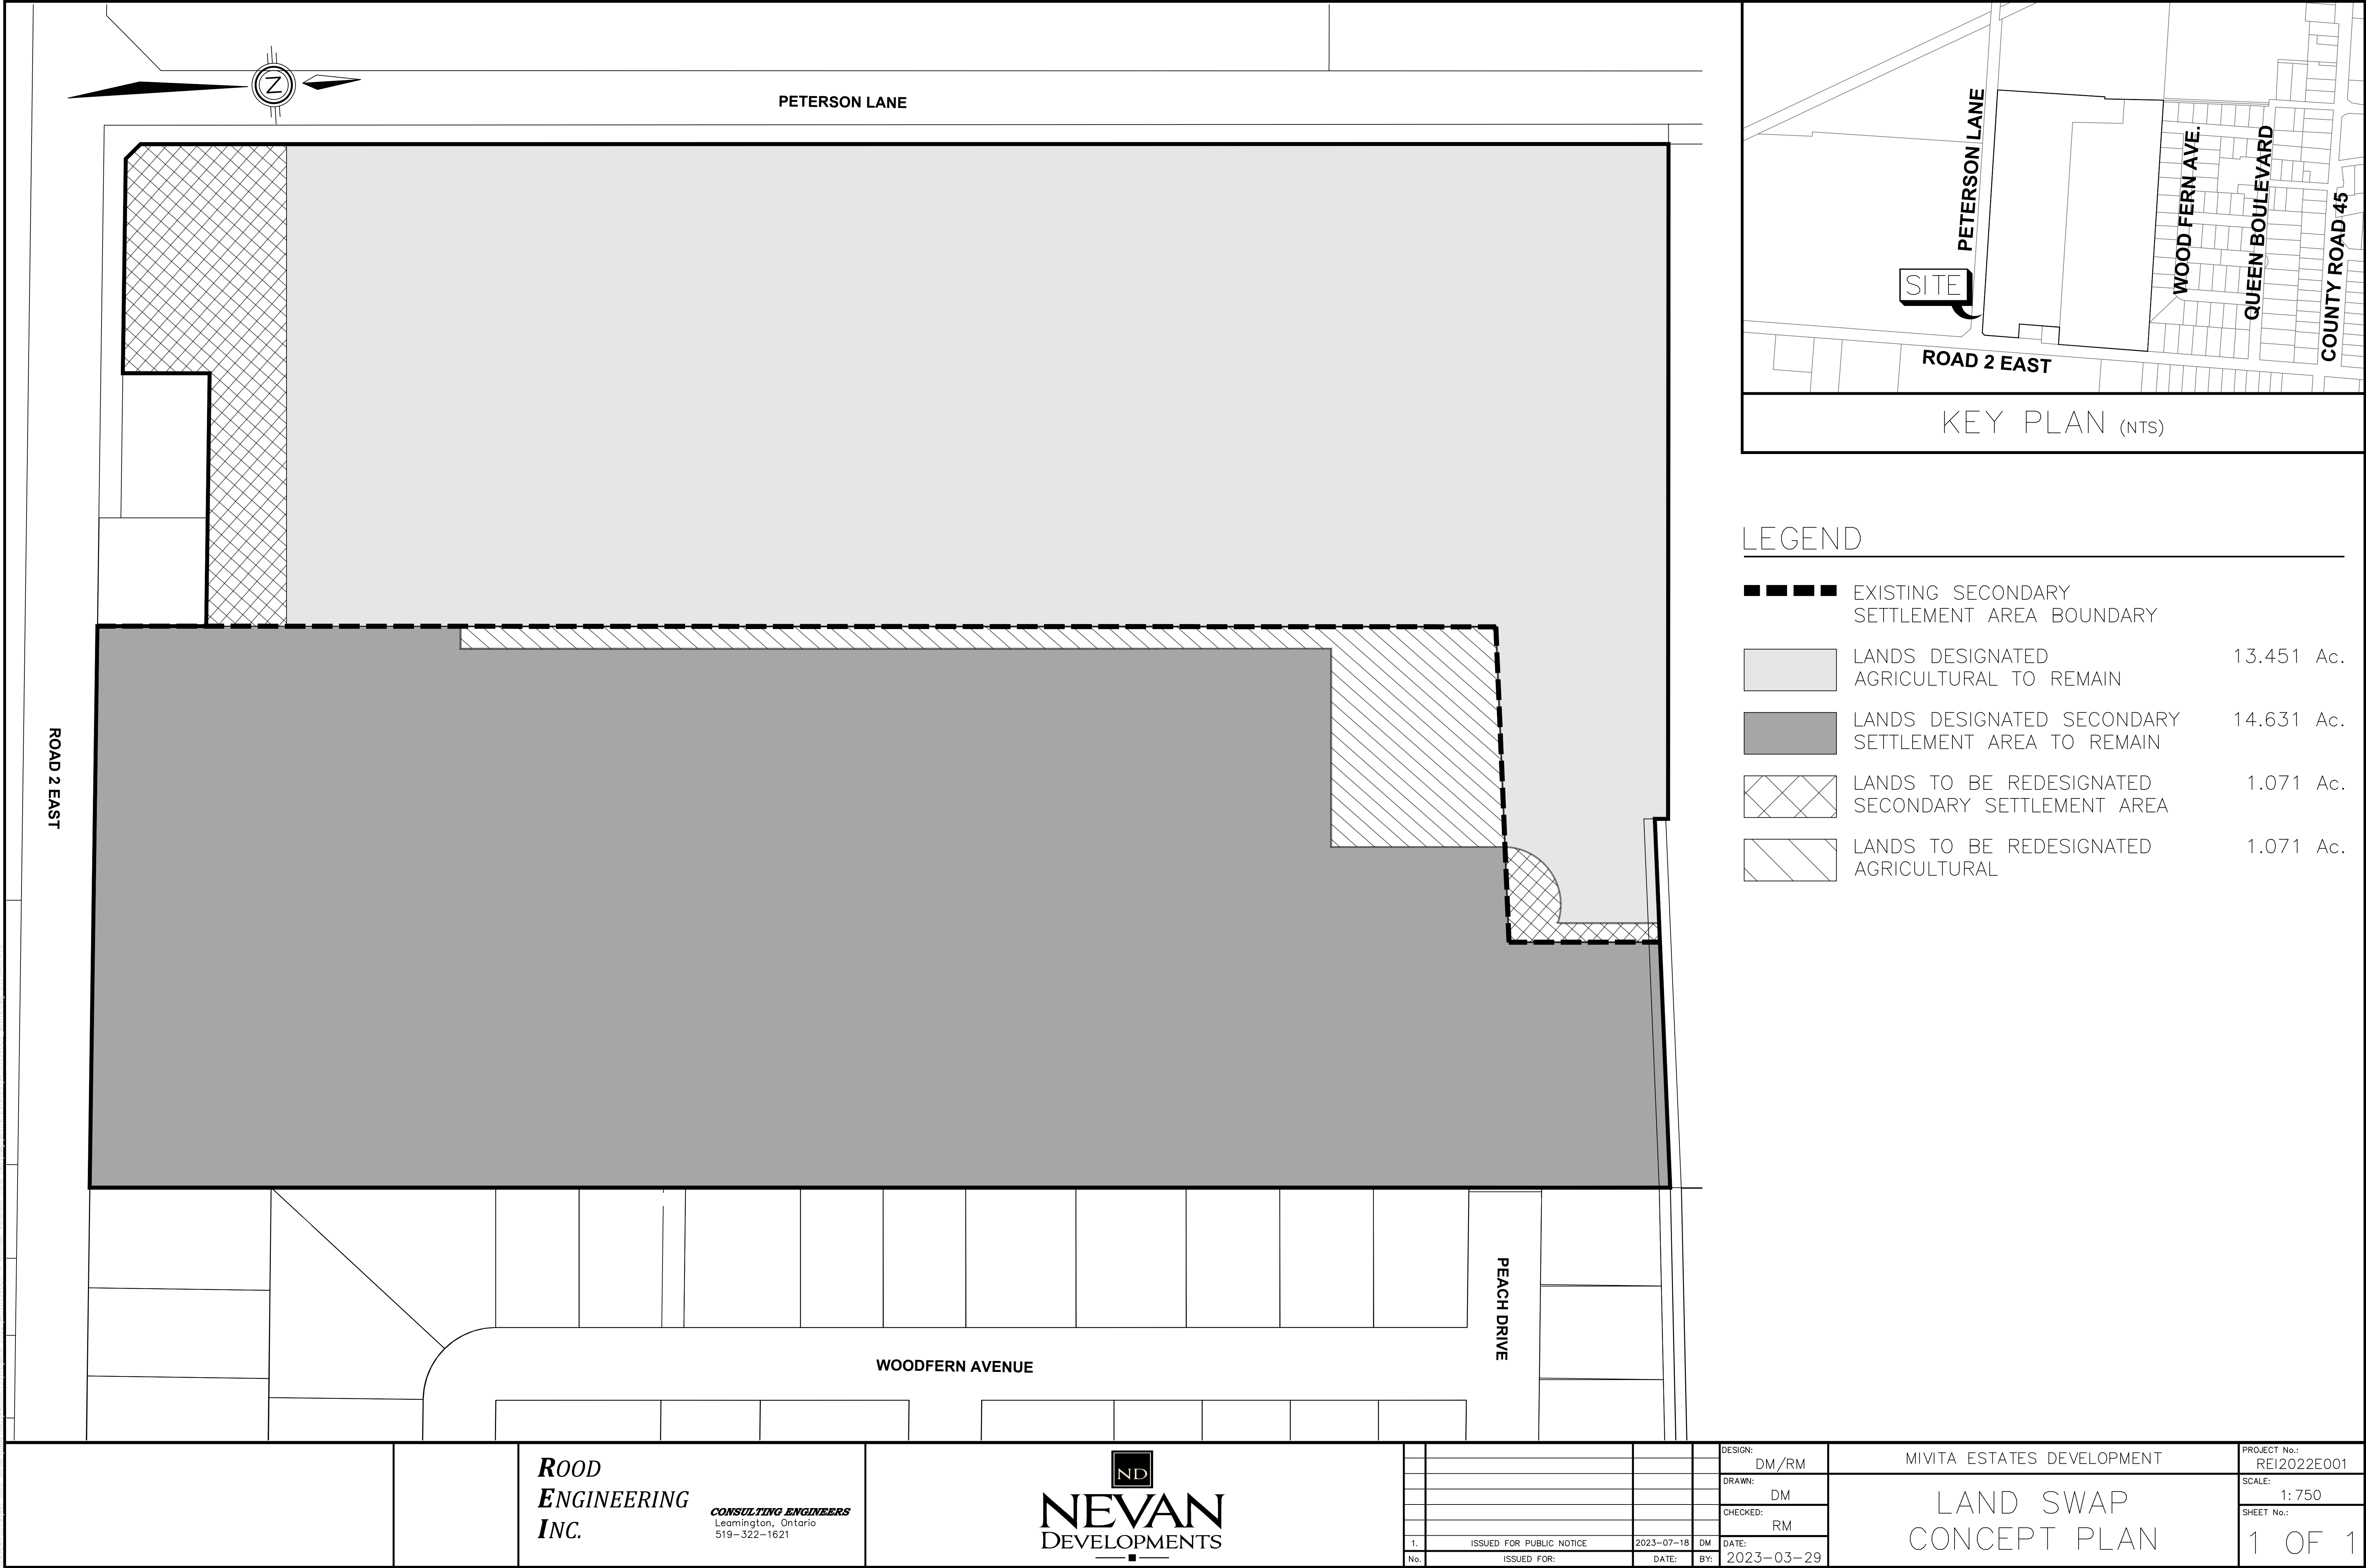 N
PETERSON LANE
ROAD 2 EAST
WOODFERN AVENUE
PEACH DRIVE
PETERSON LANE
WOOD FERN AVE.
QUEEN BOULEVARD
COUNTY ROAD 45
SITE
ROAD 2 EAST
KEY PLAN (NTS)
LEGEND
EXISTING SECONDARY
SETTLEMENT AREA BOUNDARY
LANDS DESIGNATED 13.451 Ac.
AGRICULTURAL TO REMAIN
LANDS DESIGNATED SECONDARY 14.631 Ac.
SETTLEMENT AREA TO REMAIN
LANDS TO BE REDESIGNATED 1.071 Ac.
SECONDARY SETTLEMENT AREA
LANDS TO BE REDESIGNATED 1.071 Ac.
AGRICULTURAL
ROOD
ENGINEERING
INC.
CONSULTING ENGINEERS
Leamington, Ontario
519-322-1621
ND
NEVAN
DEVELOPMENTS
1. ISSUED FOR PUBLIC NOTICE 2023-07-18 DM
No. ISSUED FOR: DATE: BY:
DESIGN:
DM/RM
DRAWN:
DM
CHECKED:
RM
DATE:
2023-03-29
MIVITA ESTATES DEVELOPMENT
LAND SWAP
CONCEPT PLAN
PROJECT No.:
REI2022E001
SCALE:
1:750
SHEET No.:
1 OF 1